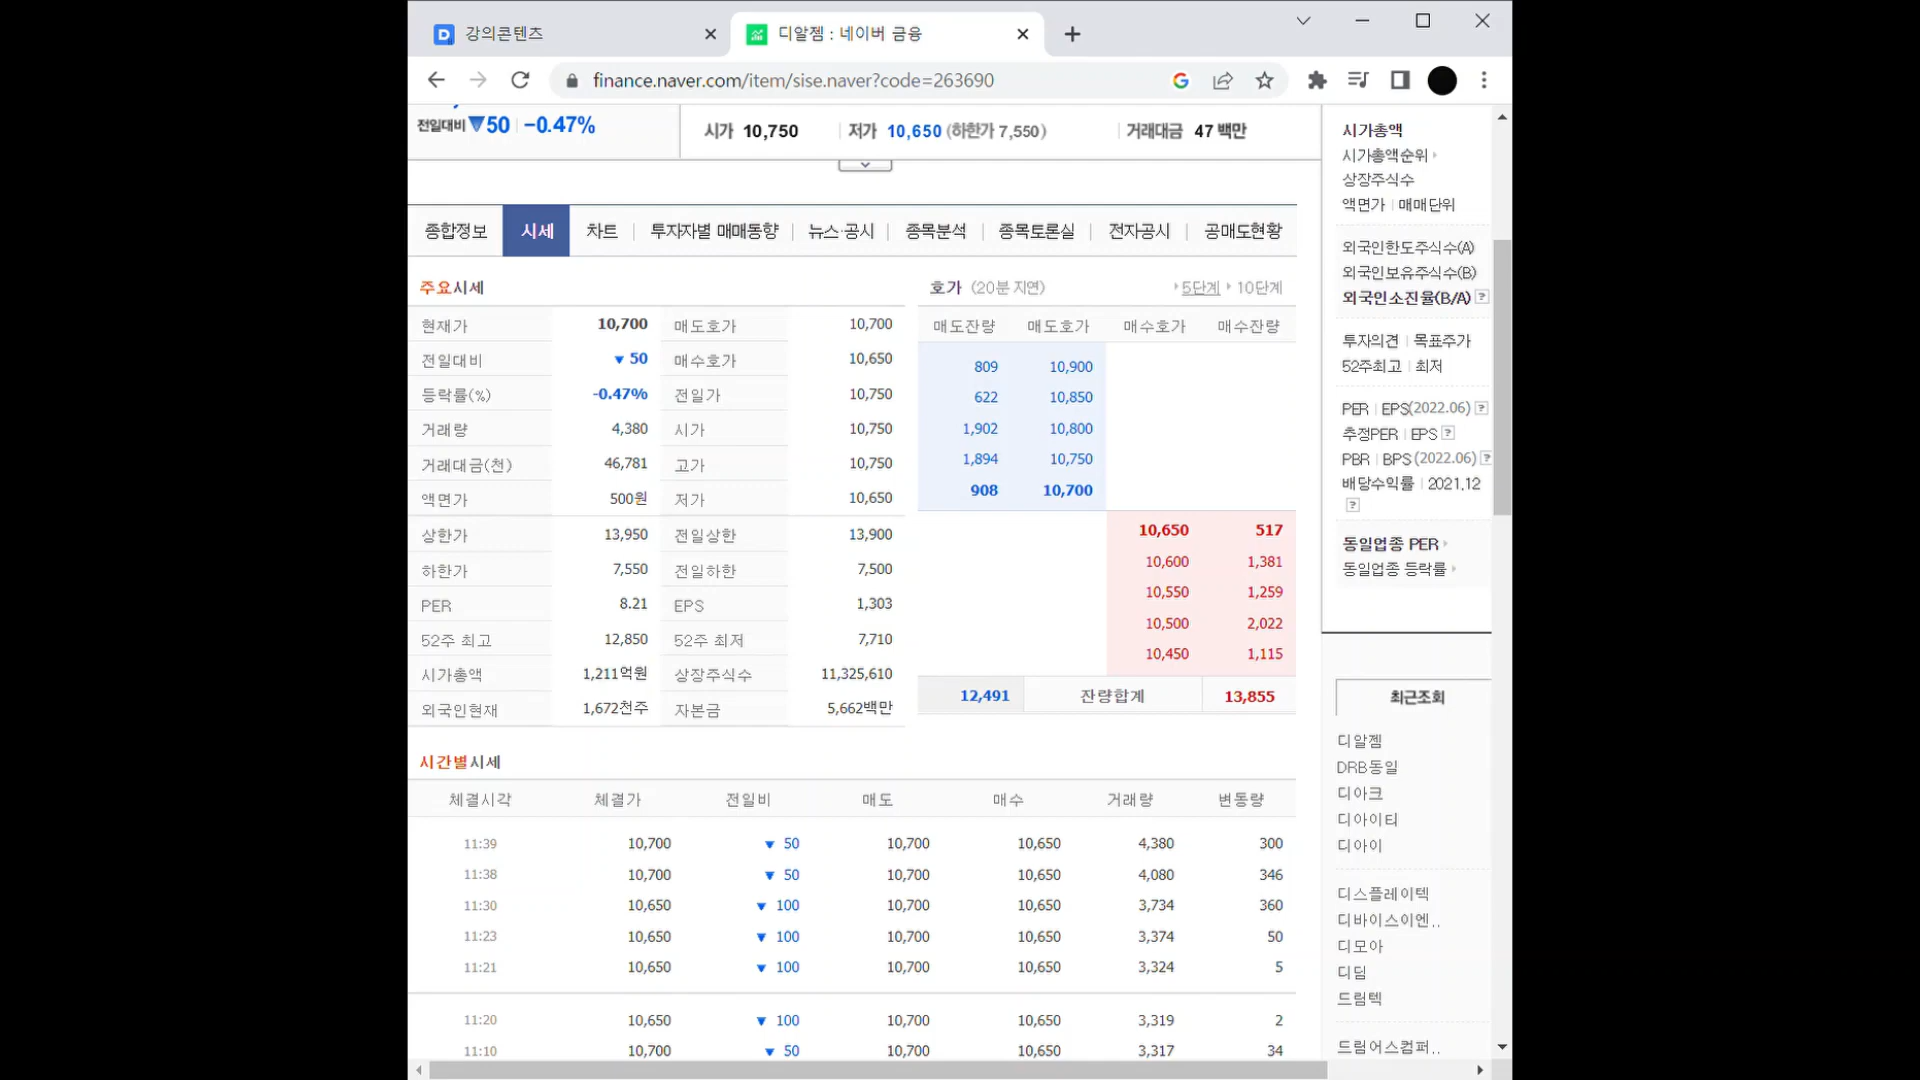 강의콘텐츠
디알젬 : 네이버 금융
finance.naver.com/item/sise.naver?code=263690
전일대비 ▼50 | -0.47%
시가 10,750 저가 10,650 (하한가 7,550) 거래대금 47 백만
종합정보 시세 차트 투자자별 매매동향 뉴스·공시 종목분석 종목토론실 전자공시 공매도현황
주요시세
현재가 10,700 매도호가 10,700
전일대비 ▼ 50 매수호가 10,650
등락률(%) -0.47% 전일가 10,750
거래량 4,380 시가 10,750
거래대금(천) 46,781 고가 10,750
액면가 500원 저가 10,650
상한가 13,950 전일상한 13,900
하한가 7,550 전일하한 7,500
PER 8.21 EPS 1,303
52주 최고 12,850 52주 최저 7,710
시가총액 1,211억원 상장주식수 11,325,610
외국인현재 1,672천주 자본금 5,662백만
호가 (20분 지연) 5단계 10단계
매도잔량 매도호가 매수호가 매수잔량
809 10,900
622 10,850
1,902 10,800
1,894 10,750
908 10,700
10,650 517
10,600 1,381
10,550 1,259
10,500 2,022
10,450 1,115
12,491 잔량합계 13,855
시간별시세
체결시각 체결가 전일비 매도 매수 거래량 변동량
11:39 10,700 ▼ 50 10,700 10,650 4,380 300
11:38 10,700 ▼ 50 10,700 10,650 4,080 346
11:30 10,650 ▼ 100 10,700 10,650 3,734 360
11:23 10,650 ▼ 100 10,700 10,650 3,374 50
11:21 10,650 ▼ 100 10,700 10,650 3,324 5
11:20 10,650 ▼ 100 10,700 10,650 3,319 2
11:10 10,700 ▼ 50 10,700 10,650 3,317 34
시가총액
시가총액순위
상장주식수
액면가 | 매매단위
외국인한도주식수(A)
외국인보유주식수(B)
외국인소진율(B/A) ?
투자의견 | 목표주가
52주최고 | 최저
PER | EPS(2022.06) ?
추정PER | EPS ?
PBR | BPS (2022.06) ?
배당수익률 | 2021.12
?
동일업종 PER
동일업종 등락률
최근조회
디알젬
DRB동일
디아크
디아이티
디아이
디스플레이텍
디바이스이엔..
디모아
디딤
드림텍
드림어스컴퍼..